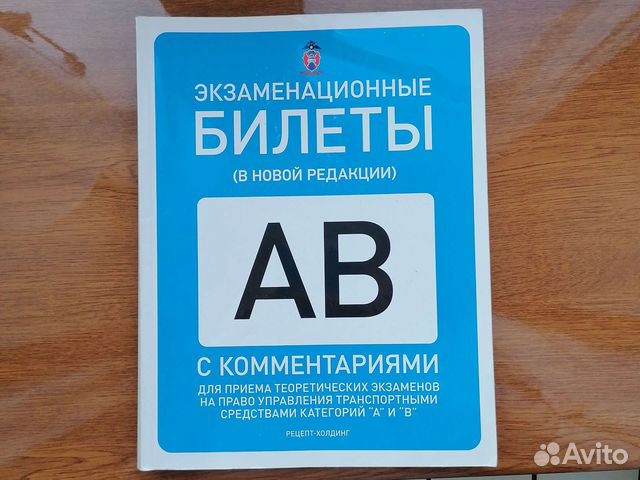 ЭКЗАМЕНАЦИОННЫЕ
БИЛЕТЫ
(В НОВОЙ РЕДАКЦИИ)
АВ
С КОММЕНТАРИЯМИ
ДЛЯ ПРИЕМА ТЕОРЕТИЧЕСКИХ ЭКЗАМЕНОВ
НА ПРАВО УПРАВЛЕНИЯ ТРАНСПОРТНЫМИ
СРЕДСТВАМИ КАТЕГОРИЙ "А" И "В"
РЕЦЕПТ-ХОЛДИНГ
Avito